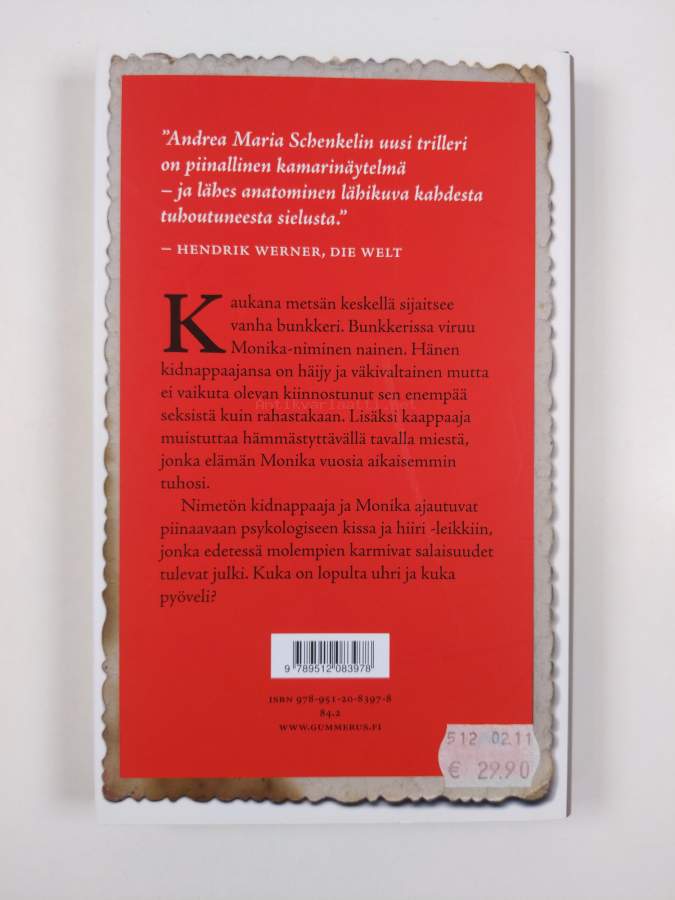 ”Andrea Maria Schenkelin uusi trilleri
on piinallinen kamarinäytelmä
– ja lähes anatominen lähikuva kahdesta
tuhoutuneesta sielusta.”
– HENDRIK WERNER, DIE WELT
Kaukana metsän keskellä sijaitsee
vanha bunkkeri. Bunkkerissa viruu
Monika-niminen nainen. Hänen
kidnappaajansa on häijy ja väkivaltainen mutta
ei vaikuta olevan kiinnostunut sen enempää
Antikvariaatti.net
seksistä kuin rahastakaan. Lisäksi kaappaaja
muistuttaa hämmästyttävällä tavalla miestä,
jonka elämän Monika vuosia aikaisemmin
tuhosi.
Nimetön kidnappaaja ja Monika ajautuvat
piinaavaan psykologiseen kissa ja hiiri -leikkiin,
jonka edetessä molempien karmivat salaisuudet
tulevat julki. Kuka on lopulta uhri ja kuka
pyöveli?
9 789512 083978
ISBN 978-951-20-8397-8
84.2
WWW.GUMMERUS.FI
512 02.11
€ 29.90